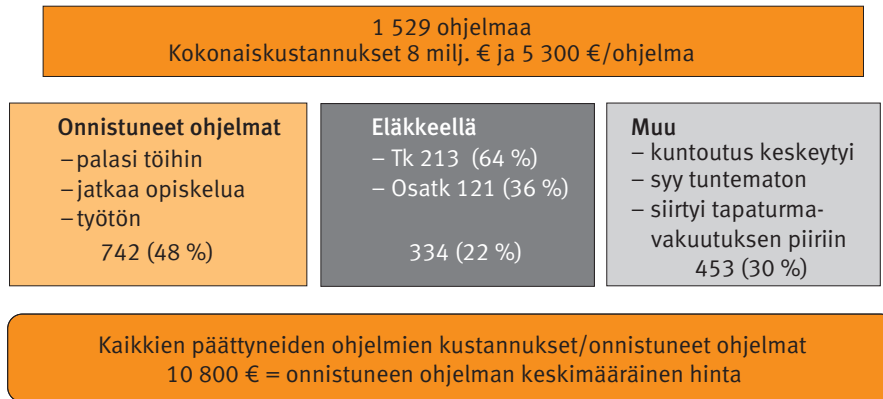 1 529 ohjelmaa
Kokonaiskustannukset 8 milj. € ja 5 300 €/ohjelma
Onnistuneet ohjelmat
– palasi töihin
– jatkaa opiskelua
– työtön
742 (48 %)
Eläkkeellä
– Tk 213 (64 %)
– Osatk 121 (36 %)
334 (22 %)
Muu
– kuntoutus keskeytyi
– syy tuntematon
– siirtyi tapaturma-
vakuutuksen piiriin
453 (30 %)
Kaikkien päättyneiden ohjelmien kustannukset/onnistuneet ohjelmat
10 800 € = onnistuneen ohjelman keskimääräinen hinta